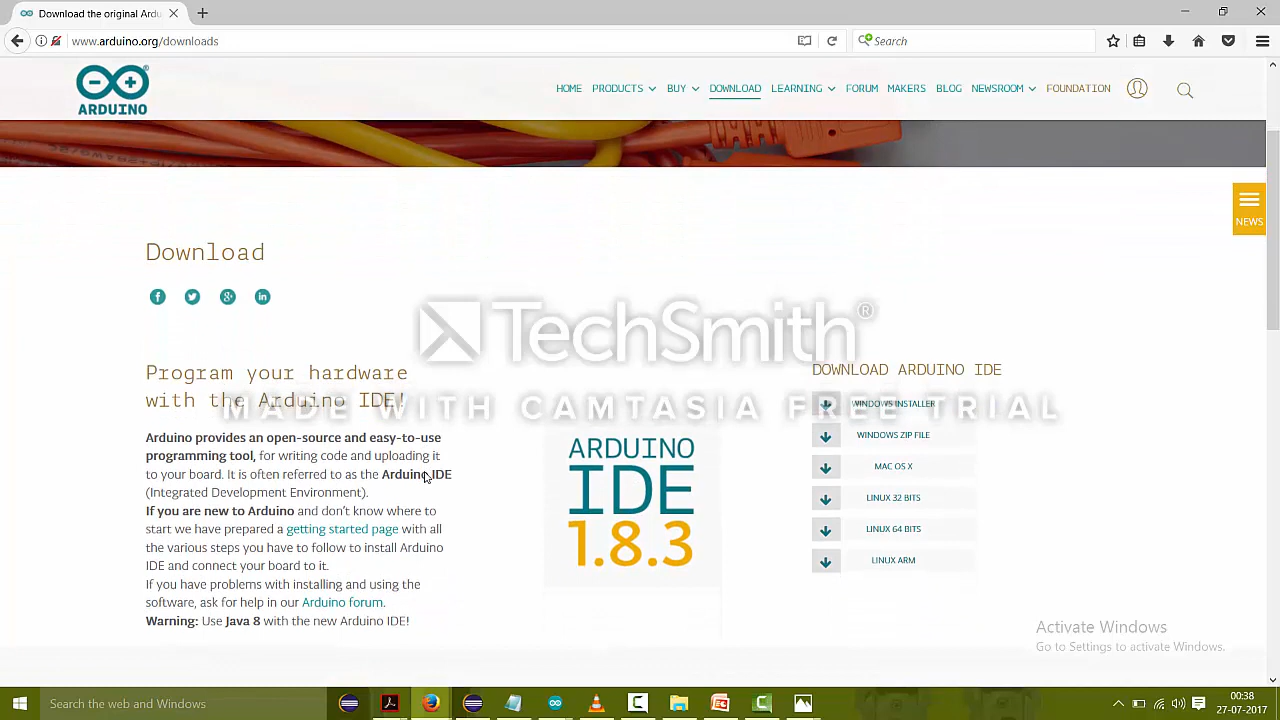 Download the original Ardu
www.arduino.org/downloads
Search
ARDUINO
HOME PRODUCTS BUY DOWNLOAD LEARNING FORUM MAKERS BLOG NEWSROOM FOUNDATION
NEWS
Download
TechSmith®
MADE WITH CAMTASIA FREE TRIAL
Program your hardware
with the Arduino IDE!
Arduino provides an open-source and easy-to-use
programming tool, for writing code and uploading it
to your board. It is often referred to as the Arduino IDE
(Integrated Development Environment).
If you are new to Arduino and don't know where to
start we have prepared a getting started page with all
the various steps you have to follow to install Arduino
IDE and connect your board to it.
If you have problems with installing and using the
software, ask for help in our Arduino forum.
Warning: Use Java 8 with the new Arduino IDE!
ARDUINO
IDE
1.8.3
DOWNLOAD ARDUINO IDE
WINDOWS INSTALLER
WINDOWS ZIP FILE
MAC OS X
LINUX 32 BITS
LINUX 64 BITS
LINUX ARM
Activate Windows
Go to Settings to activate Windows.
Search the web and Windows
00:38
27-07-2017